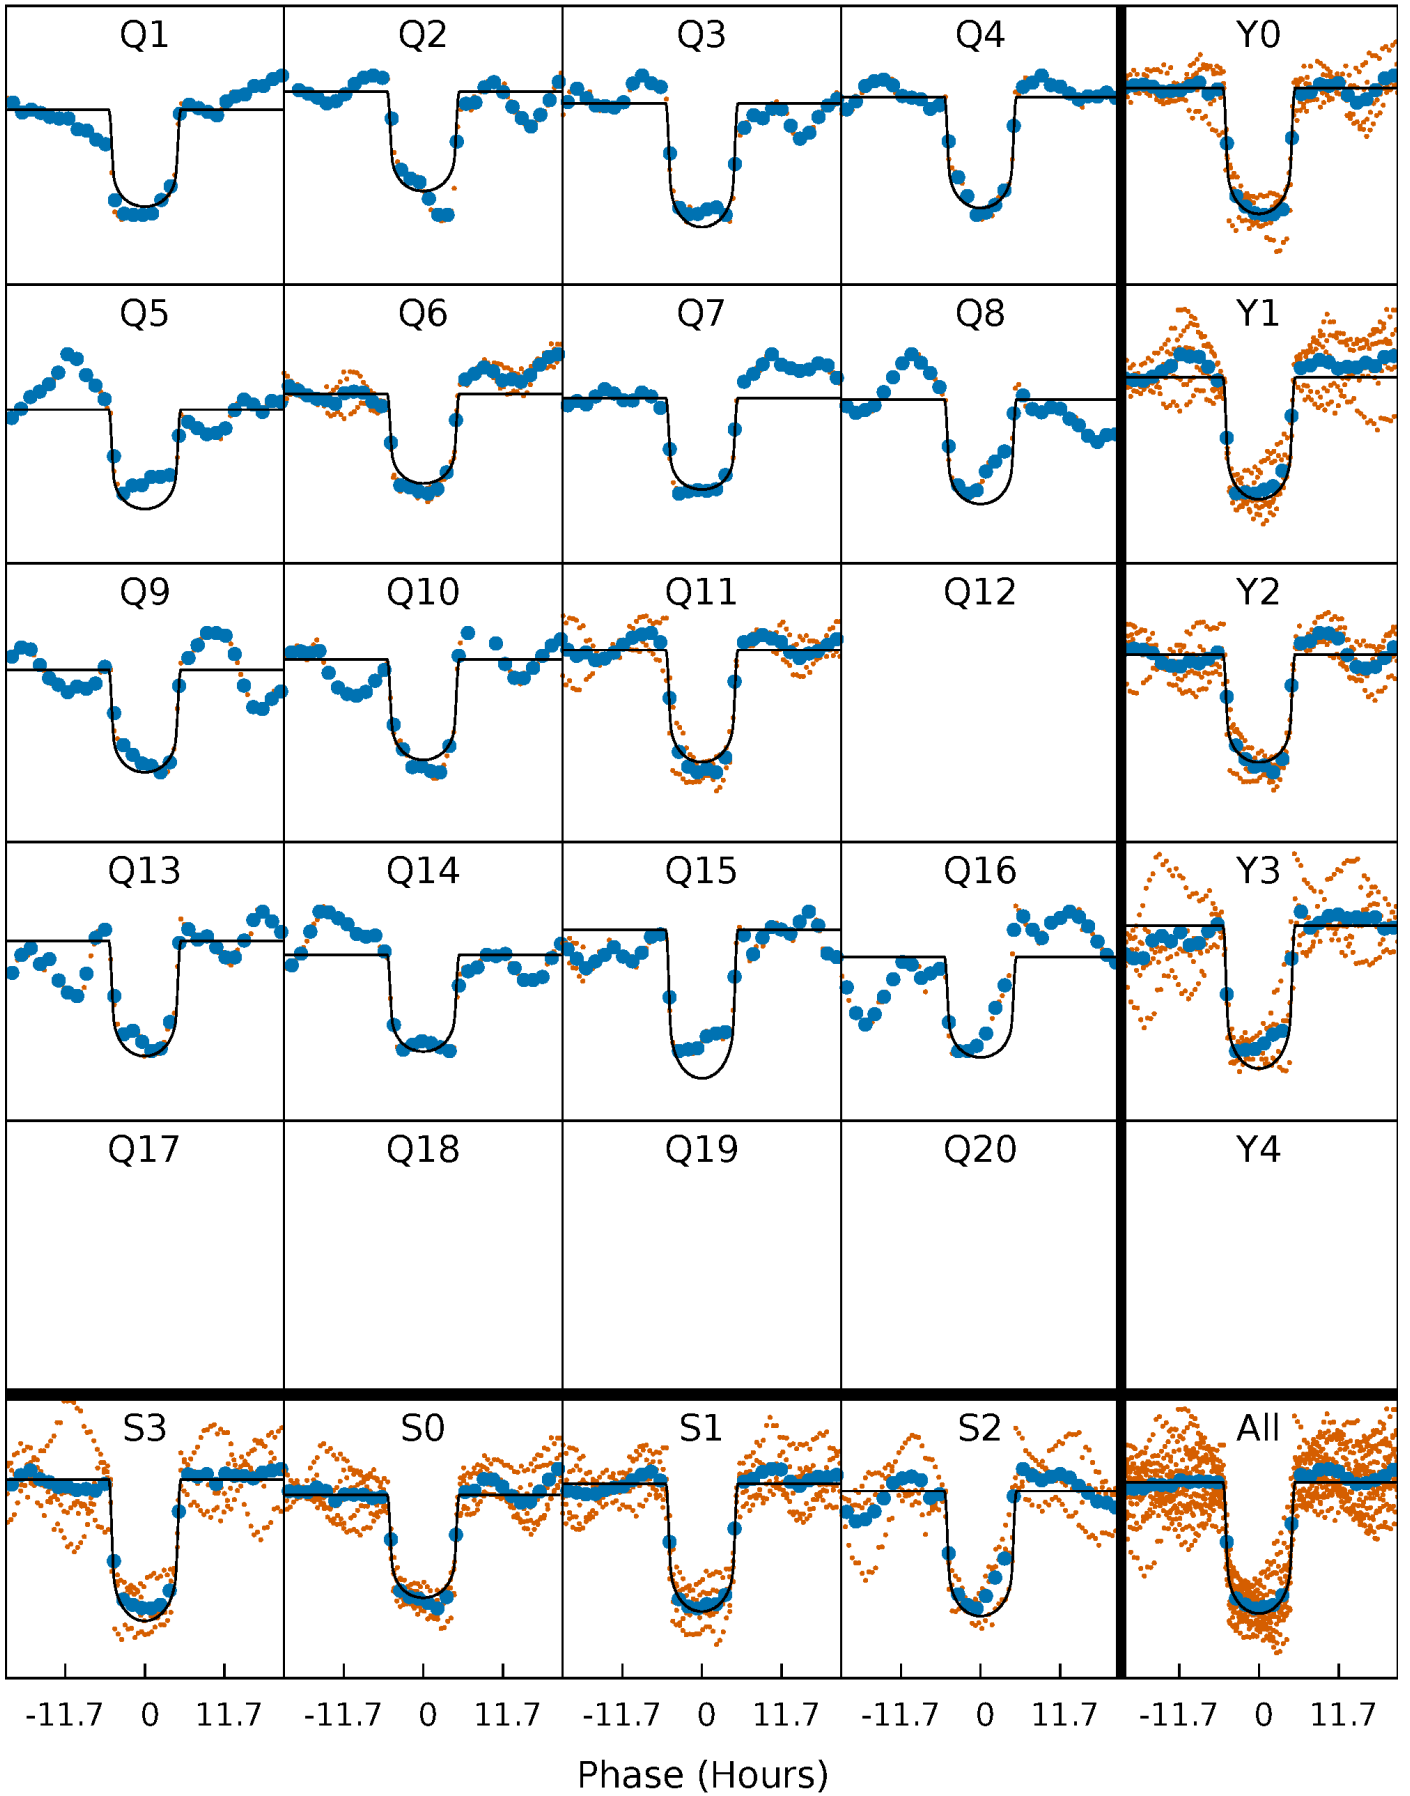 Q1 Q2 Q3 Q4 Y0
Q5 Q6 Q7 Q8 Y1
Q9 Q10 Q11 Q12 Y2
Q13 Q14 Q15 Q16 Y3
Q17 Q18 Q19 Q20 Y4
S3 S0 S1 S2 All
-11.7 0 11.7 -11.7 0 11.7 -11.7 0 11.7 -11.7 0 11.7 -11.7 0 11.7
Phase (Hours)